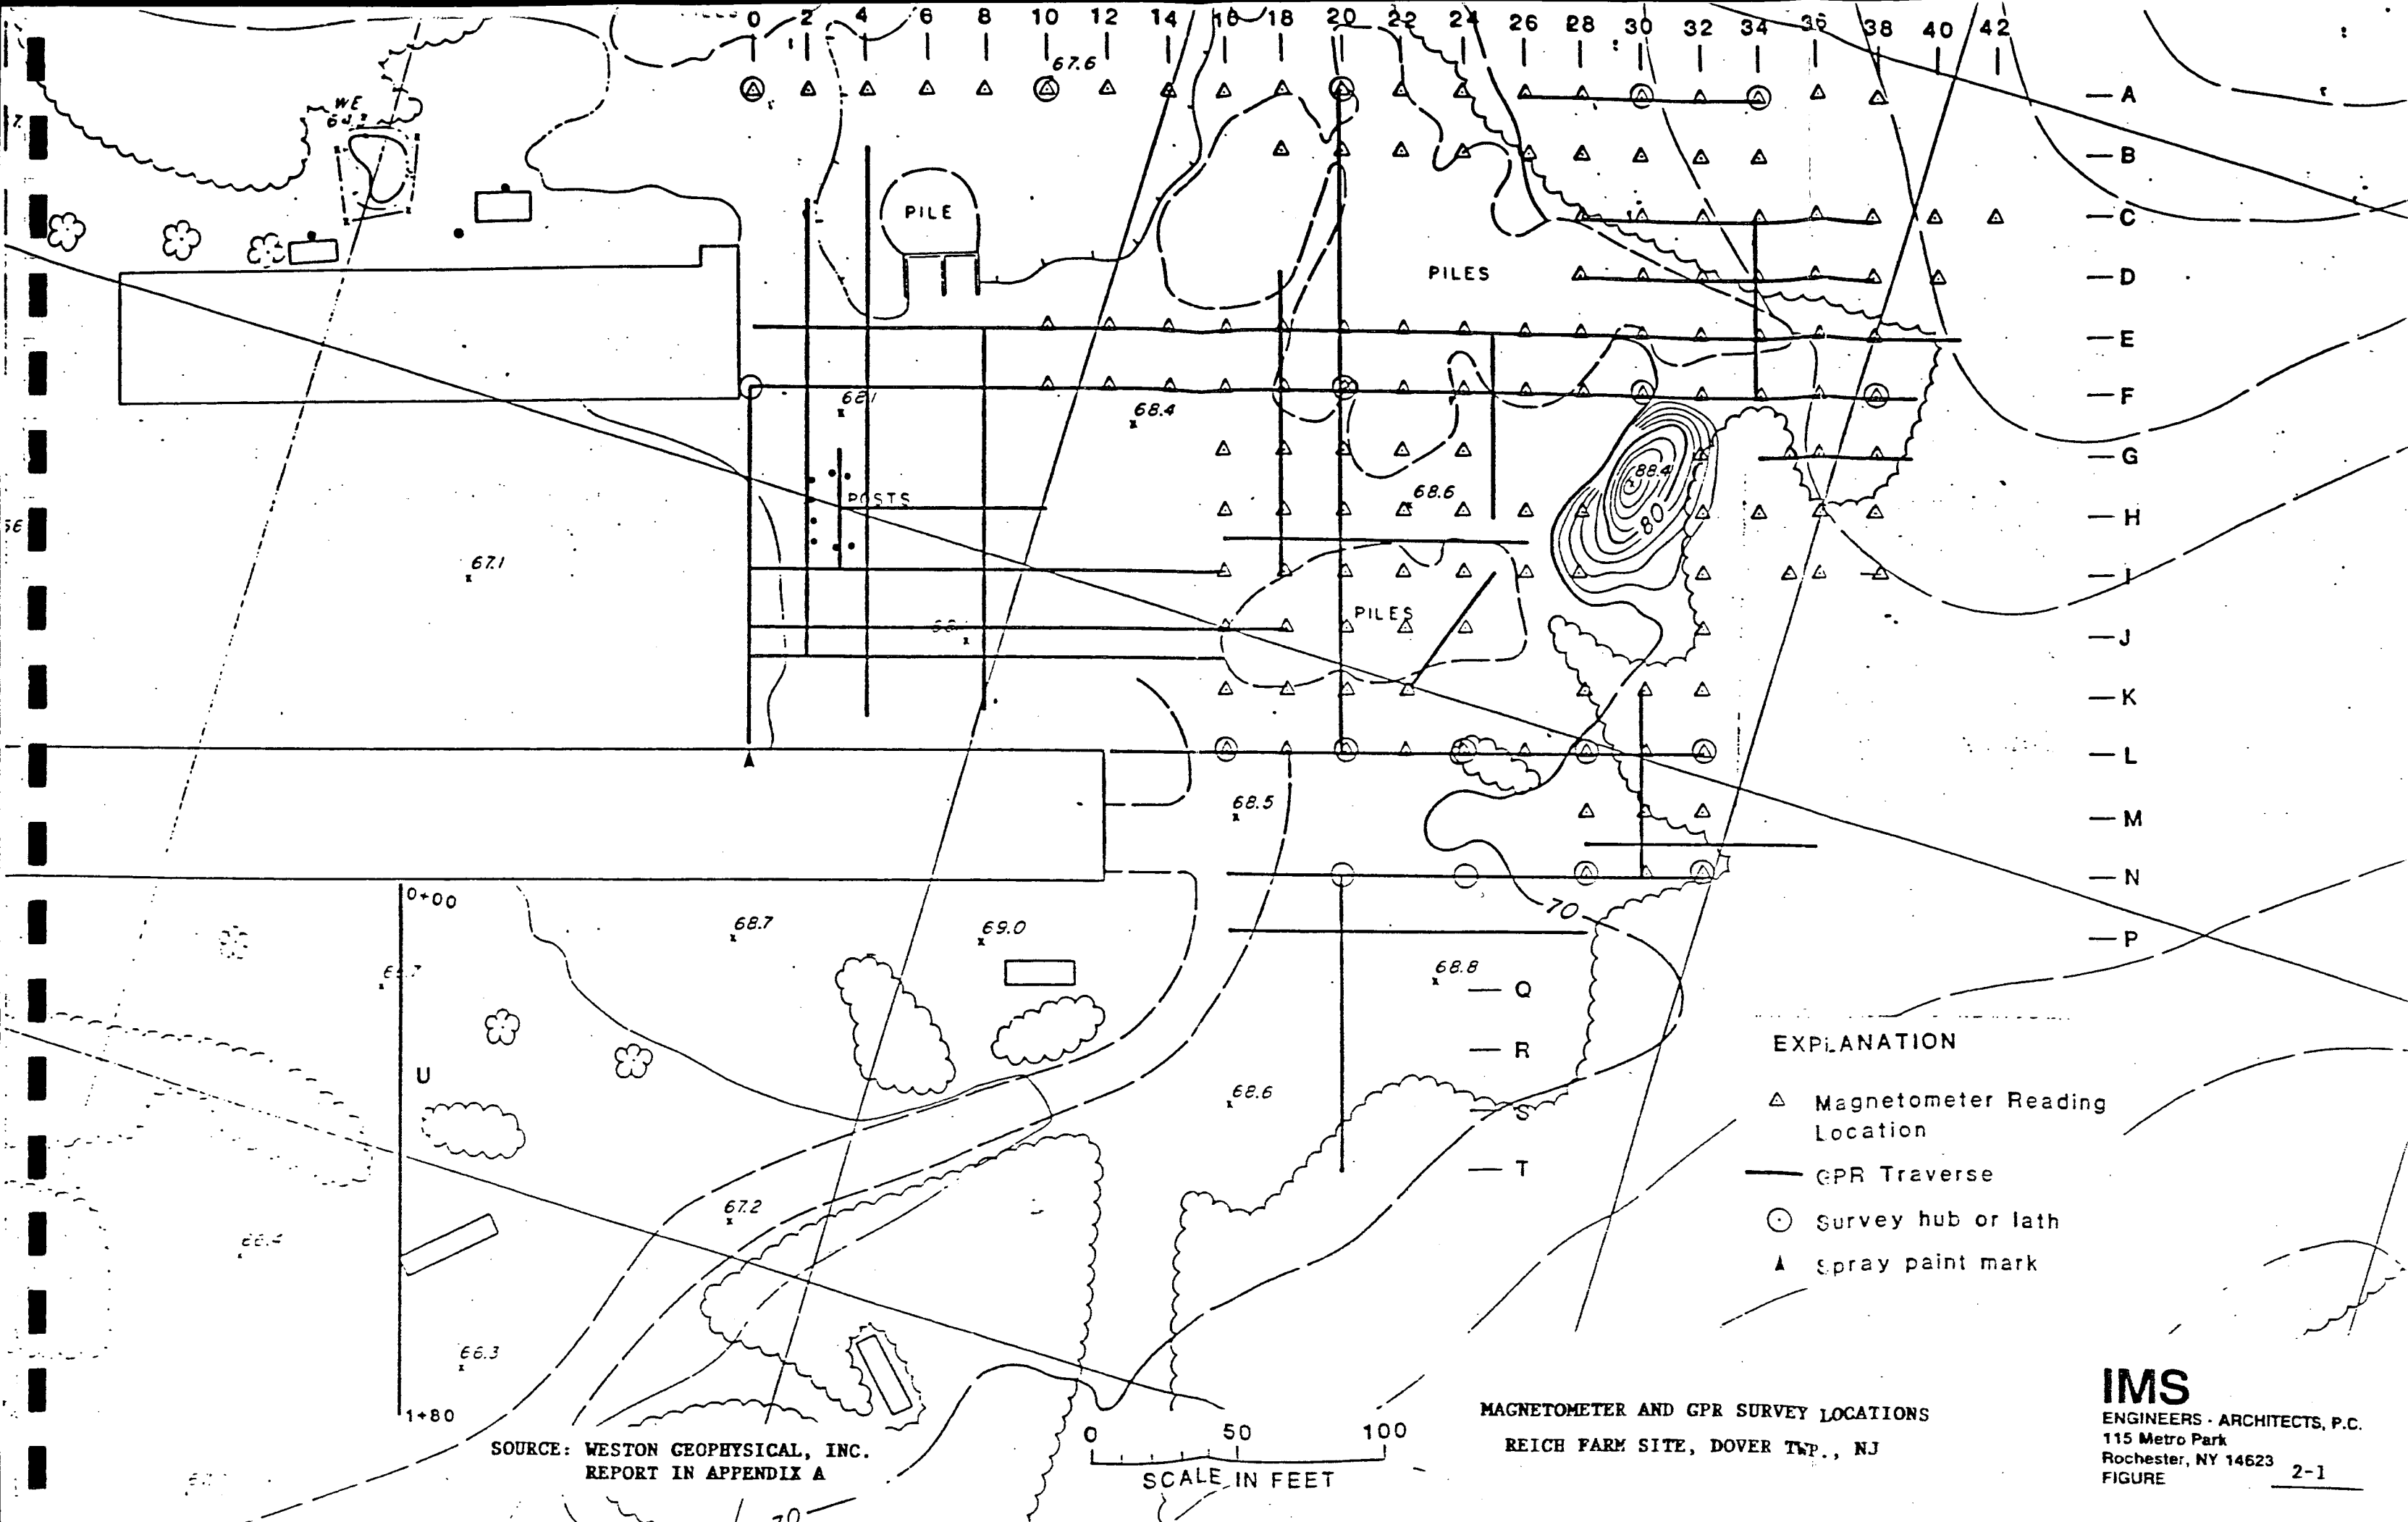 0 2 4 6 8 10 12 14 16 18 20 22 24 26 28 30 32 34 36 38 40 42
67.6
A
WE
B
PILE
C
PILES
D
E
F
68.1
68.4
G
88.4
POSTS
68.6
80
H
67.1
I
PILES
J
K
L
68.5
M
N
0+00
70
68.7
69.0
P
68.8
Q
R
U
68.6
S
T
67.2
66.4
66.3
1+80
70
EXPLANATION
Magnetometer Reading
Location
GPR Traverse
Survey hub or lath
Spray paint mark
SOURCE: WESTON GEOPHYSICAL, INC.
REPORT IN APPENDIX A
0 50 100
SCALE IN FEET
MAGNETOMETER AND GPR SURVEY LOCATIONS
REICH FARM SITE, DOVER TWP., NJ
IMS
ENGINEERS - ARCHITECTS, P.C.
115 Metro Park
Rochester, NY 14623
FIGURE 2-1